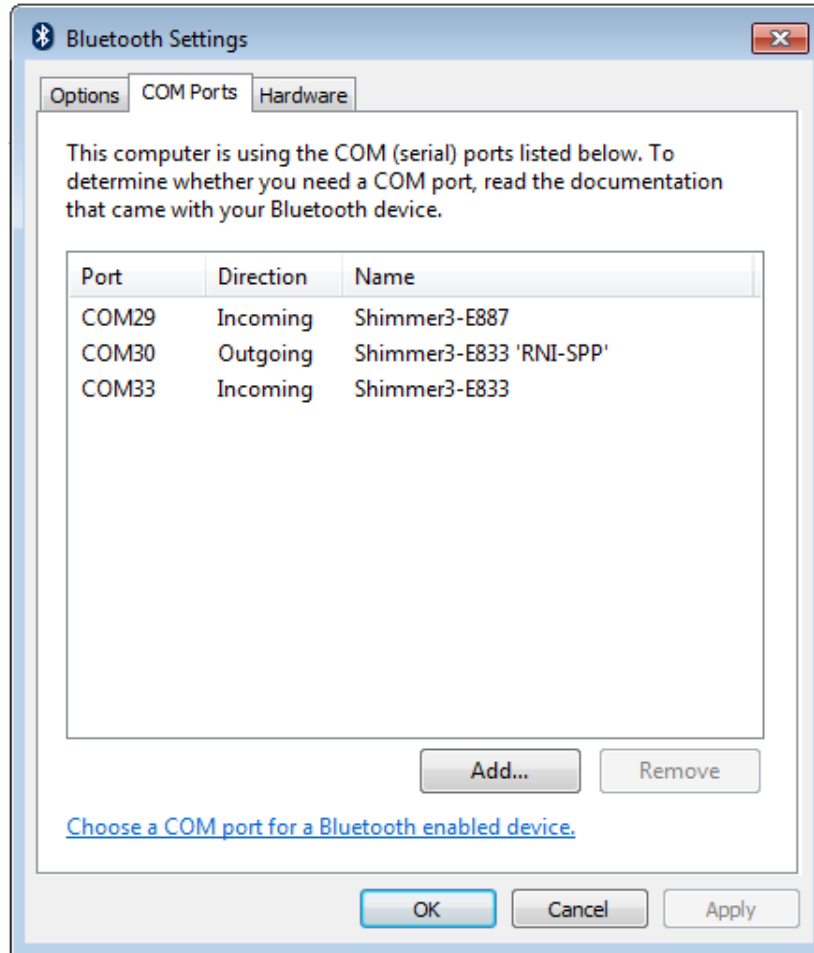 Bluetooth Settings
Options COM Ports Hardware
This computer is using the COM (serial) ports listed below. To
determine whether you need a COM port, read the documentation
that came with your Bluetooth device.
Port Direction Name
COM29 Incoming Shimmer3-E887
COM30 Outgoing Shimmer3-E833 'RNI-SPP'
COM33 Incoming Shimmer3-E833
Add... Remove
Choose a COM port for a Bluetooth enabled device.
OK Cancel Apply